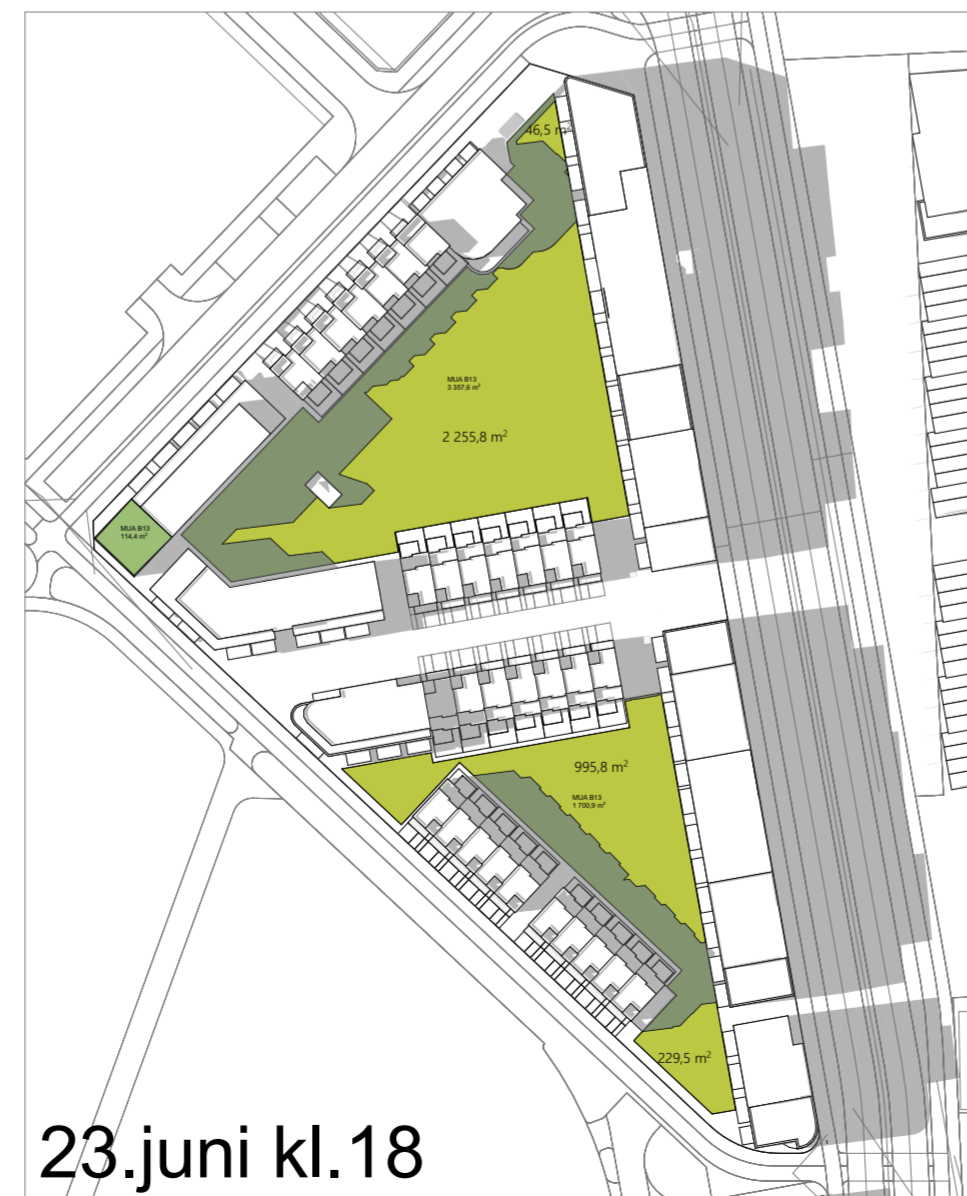 46,5 m²
MUA B13
3 357,6 m²
2 255,8 m²
MUA B13
114,4 m²
995,8 m²
MUA B13
1 700,9 m²
229,5 m²
23.juni kl.18